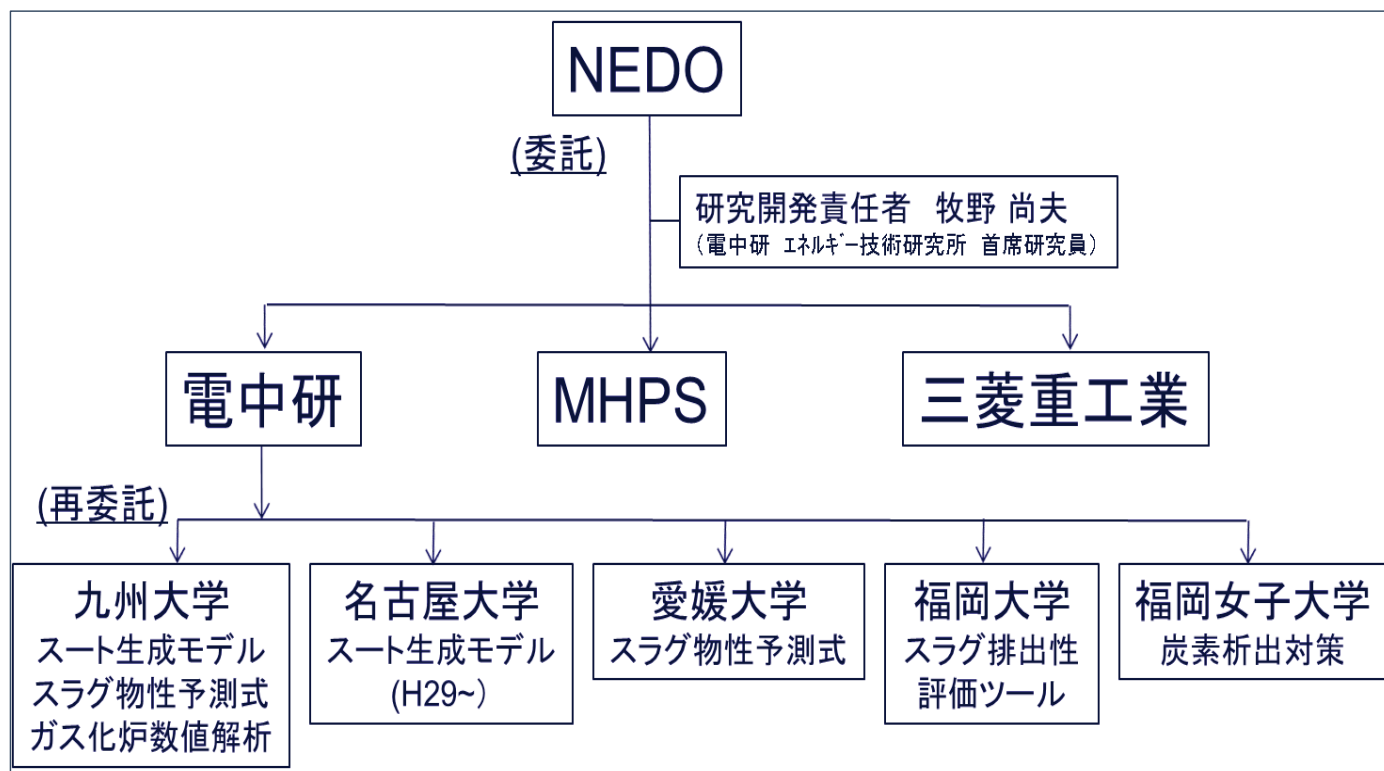 NEDO
(委託)
研究開発責任者　牧野 尚夫
（電中研 ｴﾈﾙｷﾞｰ技術研究所 首席研究員）
電中研
MHPS
三菱重工業
(再委託)
九州大学
スート生成モデル
スラグ物性予測式
ガス化炉数値解析
名古屋大学
スート生成モデル
(H29~）
愛媛大学
スラグ物性予測式
福岡大学
スラグ排出性
評価ツール
福岡女子大学
炭素析出対策